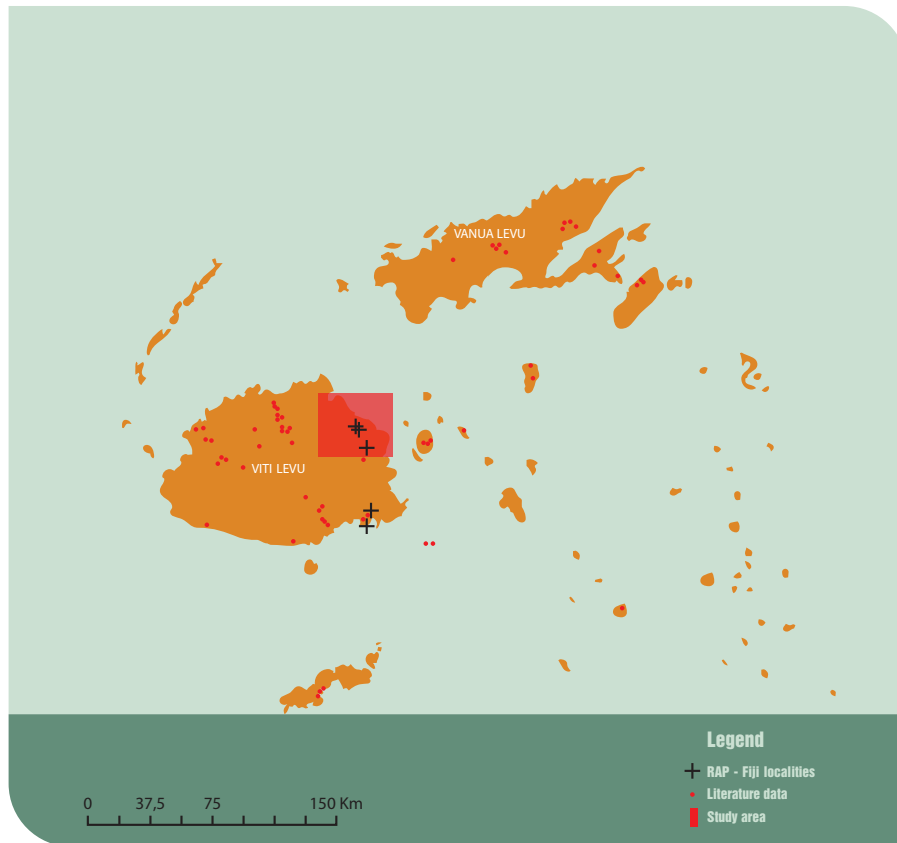 VANUA LEVU
VITI LEVU
Legend
RAP - Fiji localities
Literature data
Study area
0 37,5 75 150 Km